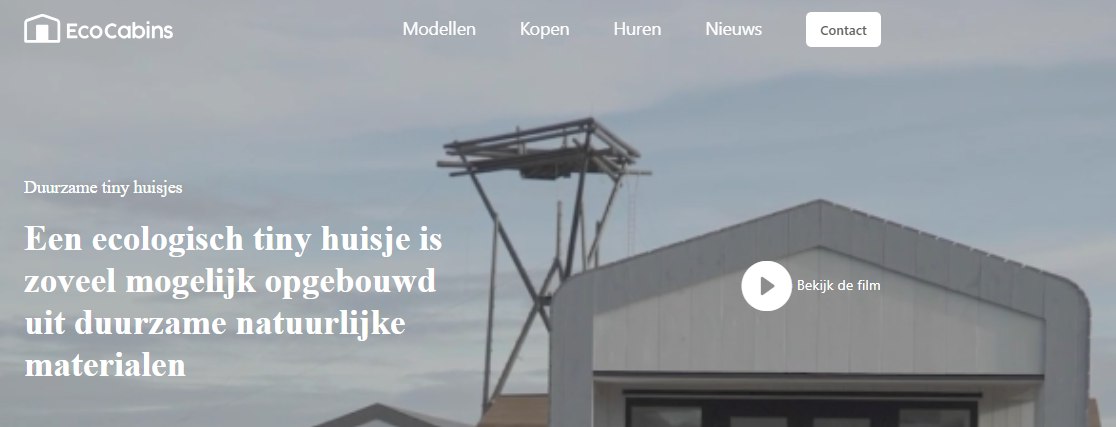 EcoCabins
Modellen
Kopen
Huren
Nieuws
Contact
Duurzame tiny huisjes
Een ecologisch tiny huisje is
zoveel mogelijk opgebouwd
uit duurzame natuurlijke
materialen
Bekijk de film